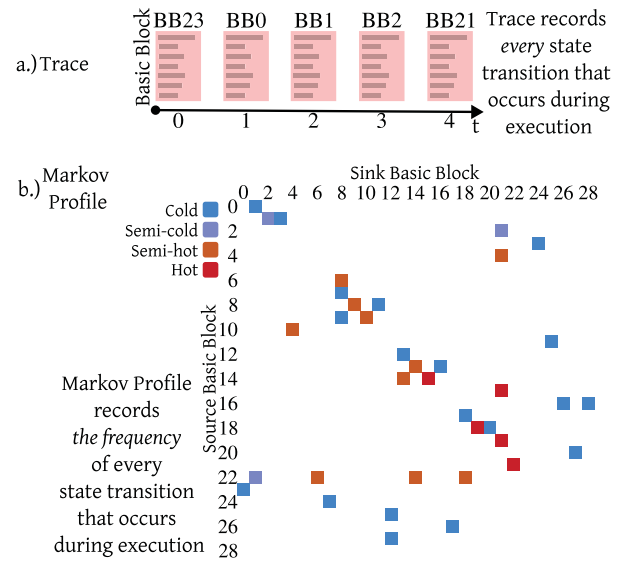 BB23 BB0 BB1 BB2 BB21
a.) Trace
Basic Block
0 1 2 3 4 t
Trace records
every state
transition that
occurs during
execution
b.) Markov
Profile
Sink Basic Block
0 2 4 6 8 10 12 14 16 18 20 22 24 26 28
Cold
Semi-cold
Semi-hot
Hot
Source Basic Block
0
2
4
6
8
10
12
14
16
18
20
22
24
26
28
Markov Profile
records
the frequency
of every
state transition
that occurs
during execution